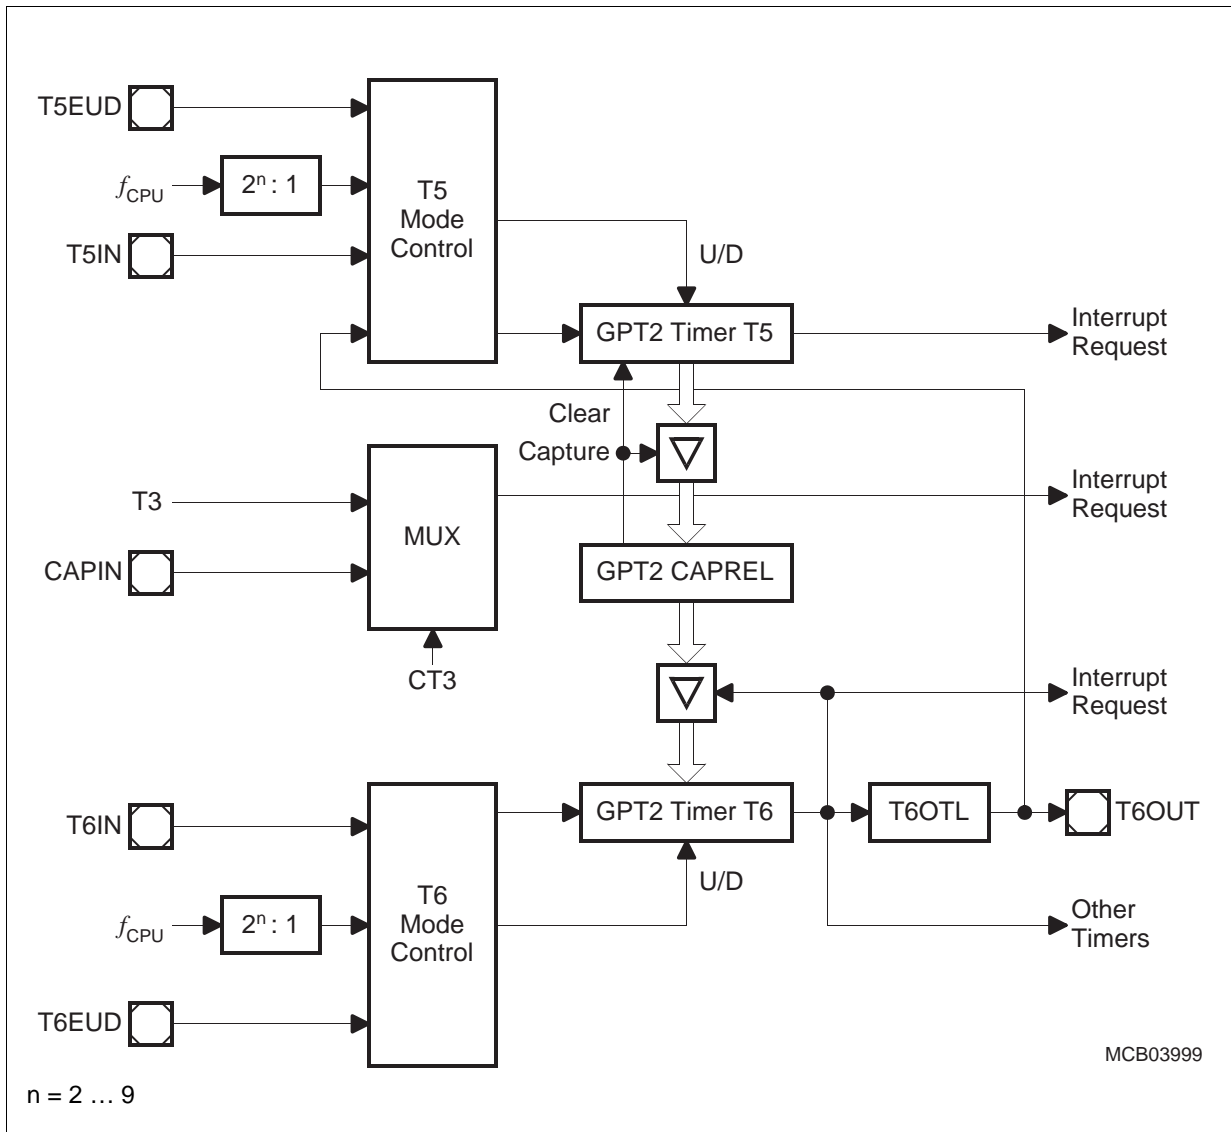 T5EUD
fCPU
2ⁿ : 1
T5IN
T5
Mode
Control
U/D
GPT2 Timer T5
Interrupt
Request
Clear
Capture
T3
CAPIN
MUX
CT3
Interrupt
Request
GPT2 CAPREL
Interrupt
Request
T6IN
fCPU
2ⁿ : 1
T6EUD
T6
Mode
Control
GPT2 Timer T6
U/D
T6OTL
T6OUT
Other
Timers
MCB03999
n = 2 … 9